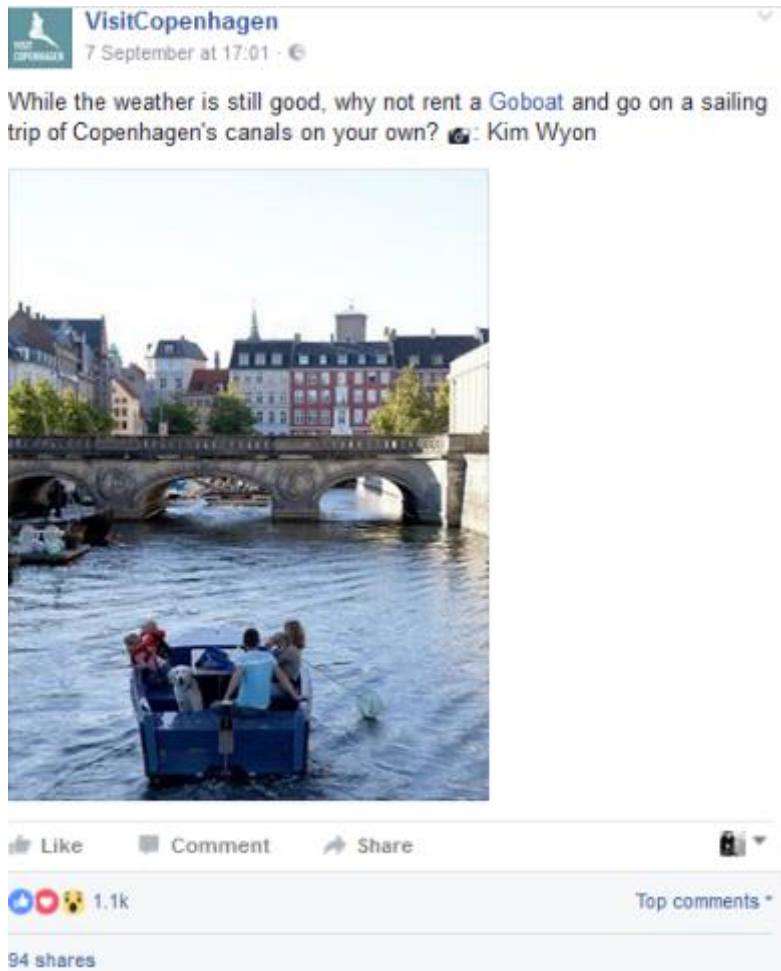 VISIT
COPENHAGEN
VisitCopenhagen
7 September at 17:01 ·
While the weather is still good, why not rent a Goboat and go on a sailing
trip of Copenhagen's canals on your own? 📷: Kim Wyon
Like Comment Share
1.1k Top comments
94 shares